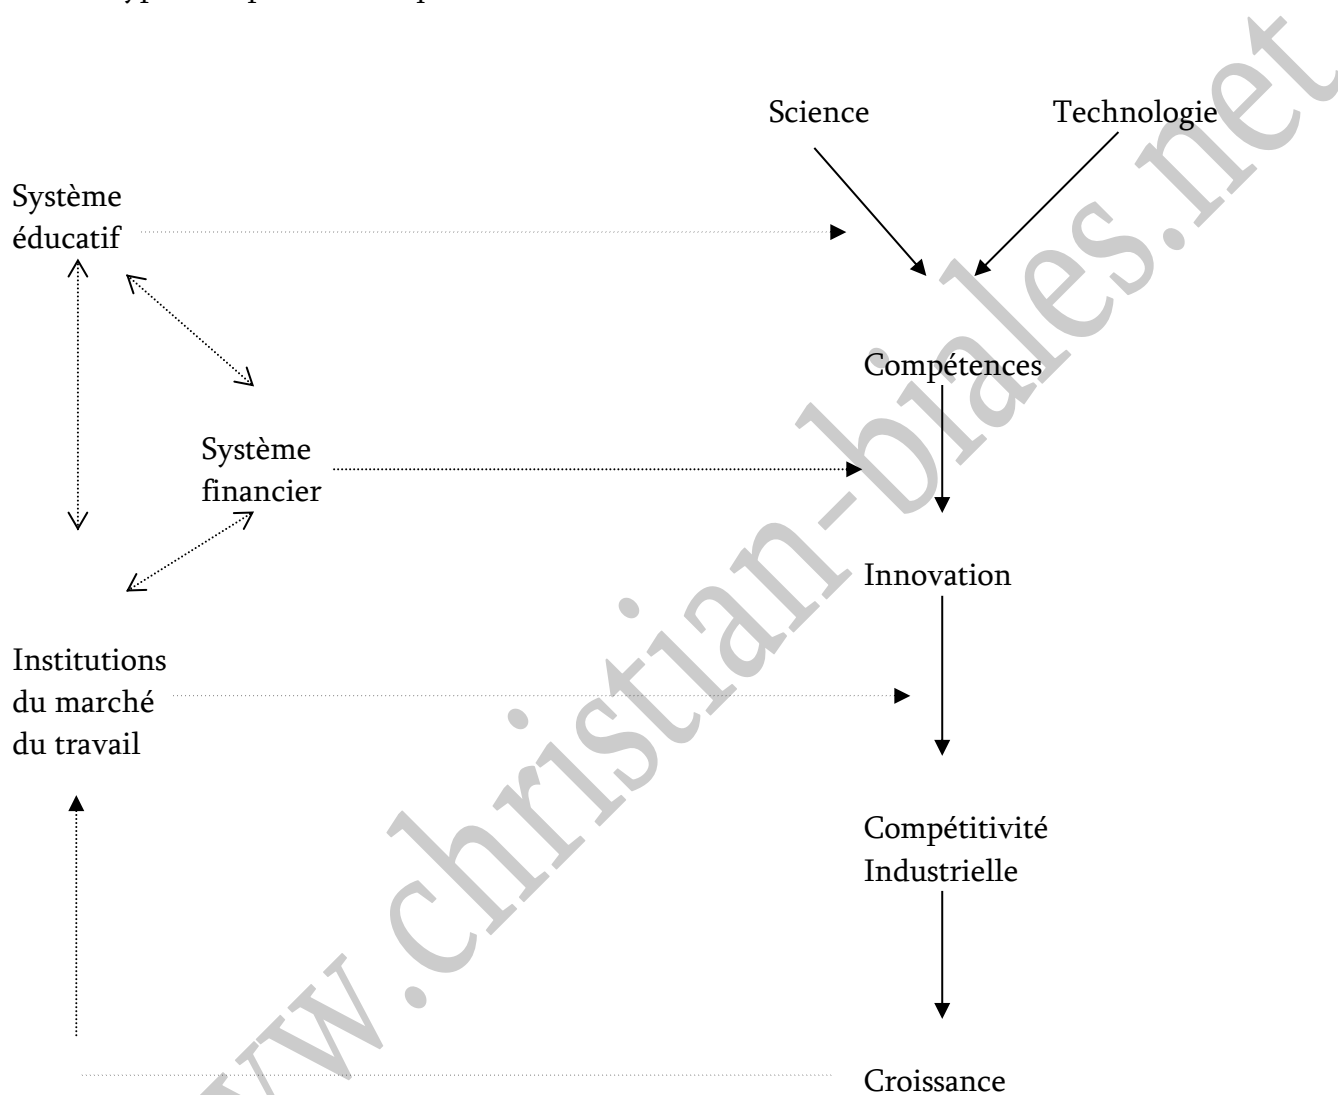 Science Technologie
Système
éducatif
Compétences
Système
financier
Innovation
Institutions
du marché
du travail
Compétitivité
Industrielle
Croissance
w.christian-biales.net